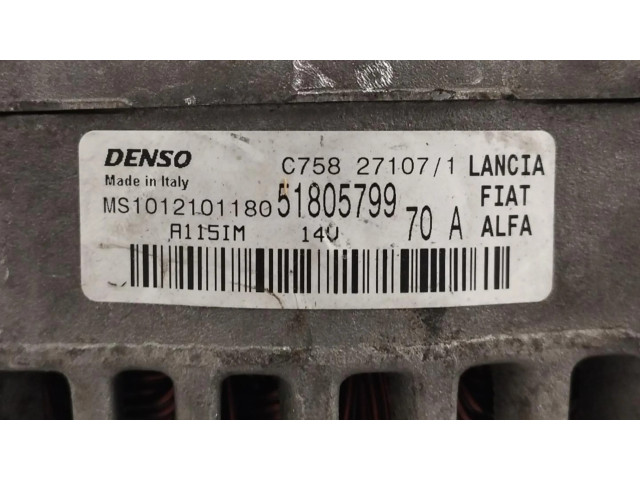 DENSO C758 27107/1 LANCIA
Made in Italy FIAT
MS1012101180 51805799 70 A ALFA
A115IM 14V